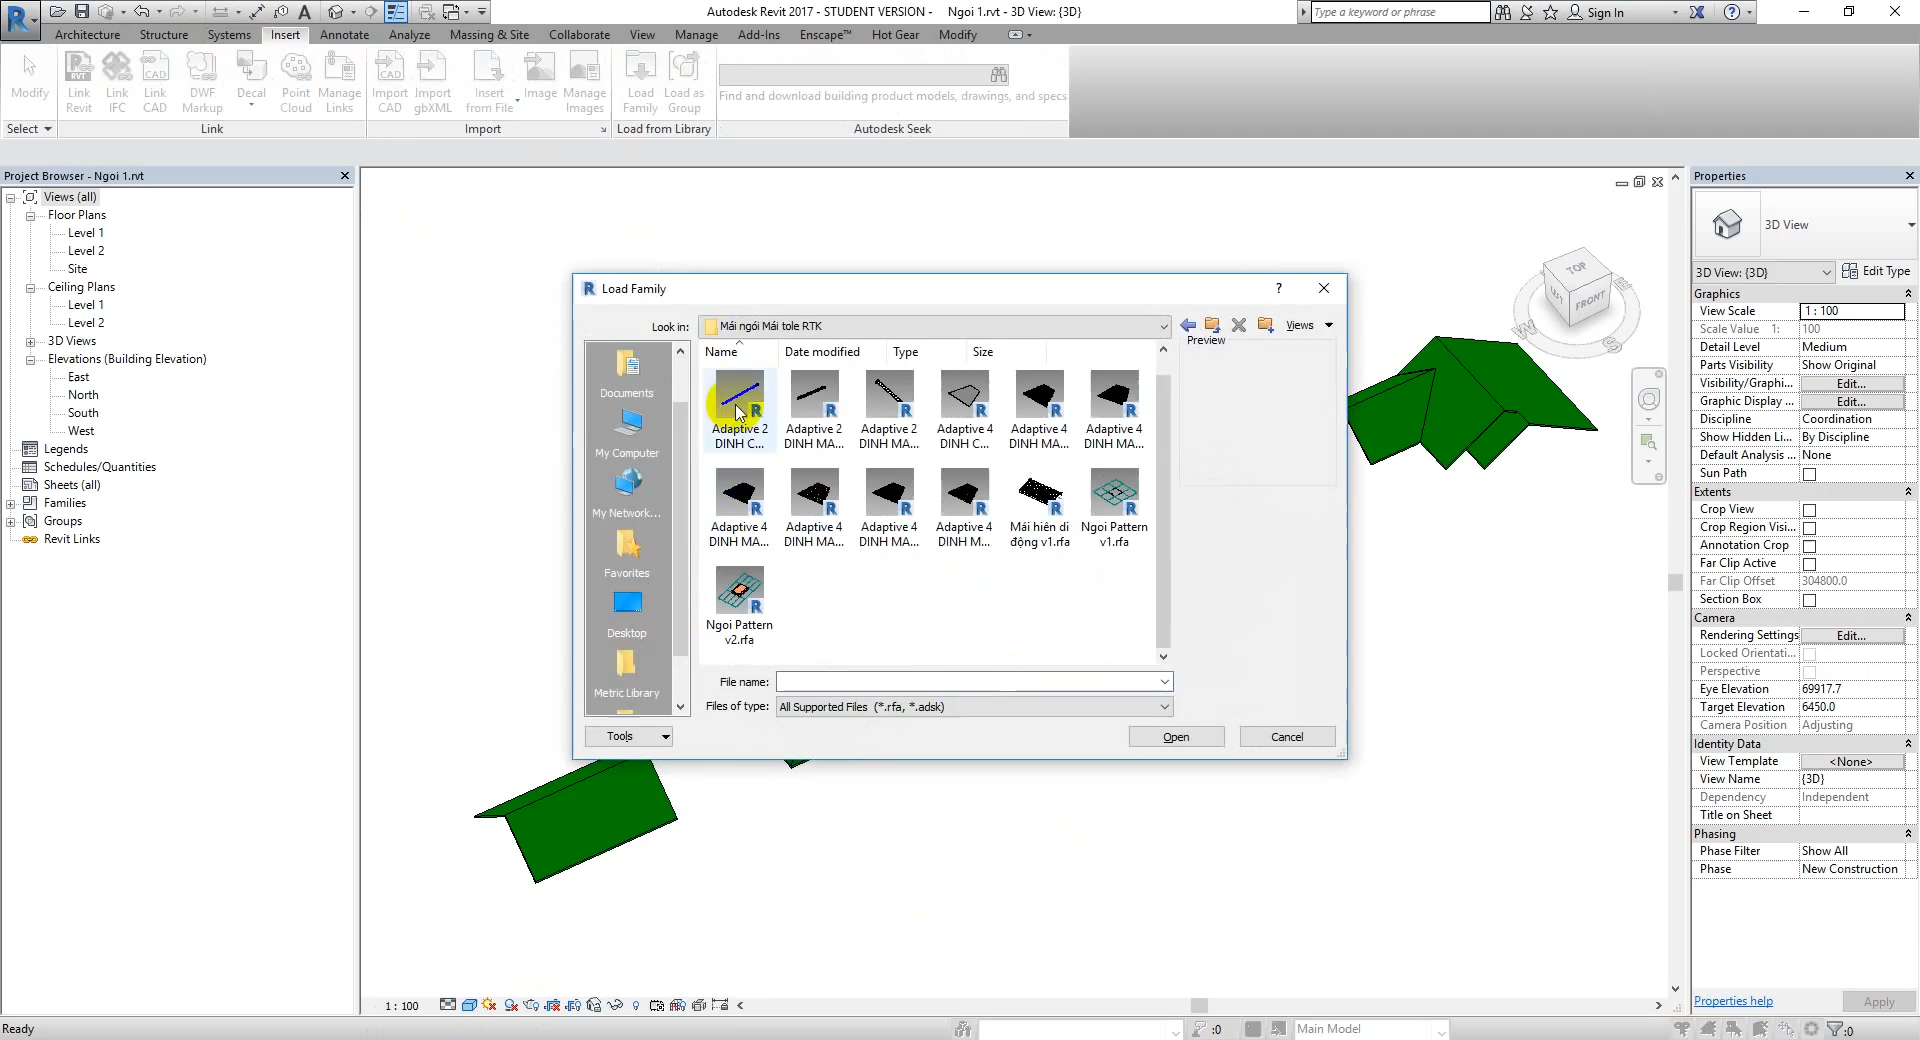 Autodesk Revit 2017 - STUDENT VERSION -    Ngoi 1.rvt - 3D View: {3D}
Type a keyword or phrase
Sign In
Architecture Structure Systems Insert Annotate Analyze Massing & Site Collaborate View Manage Add-Ins Enscape™ Hot Gear Modify
Modify
Link Revit
Link IFC
Link CAD
DWF Markup
Decal
Point Cloud
Manage Links
Import CAD
Import gbXML
Insert from File
Image
Manage Images
Load Family
Load as Group
Find and download building product models, drawings, and specs
Select
Link
Import
Load from Library
Autodesk Seek
Project Browser - Ngoi 1.rvt
Views (all)
Floor Plans
Level 1
Level 2
Site
Ceiling Plans
Level 1
Level 2
3D Views
Elevations (Building Elevation)
East
North
South
West
Legends
Schedules/Quantities
Sheets (all)
Families
Groups
Revit Links
Load Family
Look in: Mái ngói Mái tole RTK
Views
Documents
My Computer
My Network...
Favorites
Desktop
Metric Library
Name Date modified Type Size
Preview
Adaptive 2 DINH C...
Adaptive 2 DINH MA...
Adaptive 2 DINH MA...
Adaptive 4 DINH C...
Adaptive 4 DINH MA...
Adaptive 4 DINH MA...
Adaptive 4 DINH MA...
Adaptive 4 DINH MA...
Adaptive 4 DINH MA...
Adaptive 4 DINH M...
Mái hiên di động v1.rfa
Ngoi Pattern v1.rfa
Ngoi Pattern v2.rfa
File name:
Files of type: All Supported Files (*.rfa, *.adsk)
Tools
Open
Cancel
TOP
LEFT
FRONT
W
S
Properties
3D View
3D View: {3D}
Edit Type
Graphics
View Scale 1 : 100
Scale Value 1: 100
Detail Level Medium
Parts Visibility Show Original
Visibility/Graphi... Edit...
Graphic Display ... Edit...
Discipline Coordination
Show Hidden Li... By Discipline
Default Analysis ... None
Sun Path
Extents
Crop View
Crop Region Visi...
Annotation Crop
Far Clip Active
Far Clip Offset 304800.0
Section Box
Camera
Rendering Settings Edit...
Locked Orientati...
Perspective
Eye Elevation 69917.7
Target Elevation 6450.0
Camera Position Adjusting
Identity Data
View Template <None>
View Name {3D}
Dependency Independent
Title on Sheet
Phasing
Phase Filter Show All
Phase New Construction
Properties help
Apply
1 : 100
Ready
:0
Main Model
:0